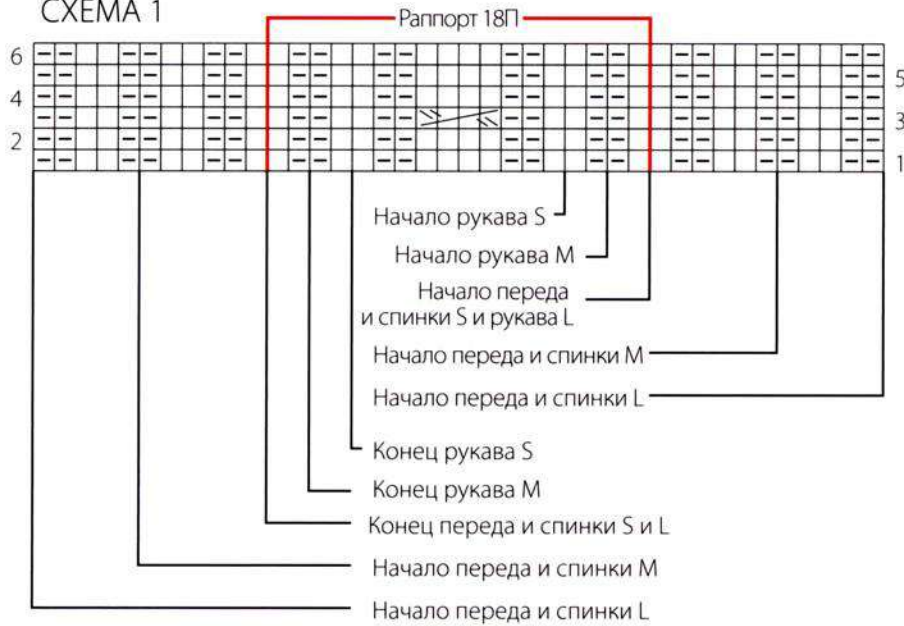 СХЕМА 1
Раппорт 18П
6
5
4
3
2
1
Начало рукава S
Начало рукава M
Начало переда
и спинки S и рукава L
Начало переда и спинки M
Начало переда и спинки L
Конец рукава S
Конец рукава M
Конец переда и спинки S и L
Начало переда и спинки M
Начало переда и спинки L